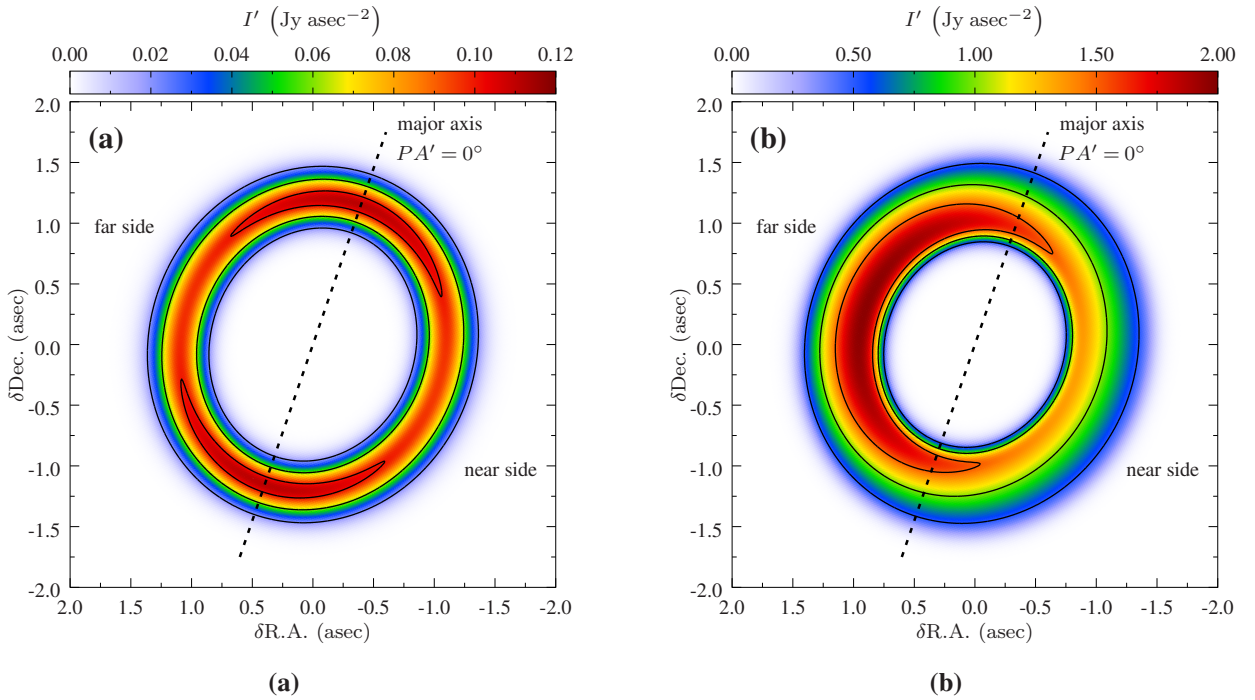 I′ (Jy asec−2)
0.00 0.02 0.04 0.06 0.08 0.10 0.12
(a)
major axis
PA′ = 0°
far side
near side
2.0
1.5
1.0
0.5
0.0
-0.5
-1.0
-1.5
-2.0
δDec. (asec)
2.0 1.5 1.0 0.5 0.0 -0.5 -1.0 -1.5 -2.0
δR.A. (asec)
(a)
I′ (Jy asec−2)
0.00 0.50 1.00 1.50 2.00
(b)
major axis
PA′ = 0°
far side
near side
2.0
1.5
1.0
0.5
0.0
-0.5
-1.0
-1.5
-2.0
δDec. (asec)
2.0 1.5 1.0 0.5 0.0 -0.5 -1.0 -1.5 -2.0
δR.A. (asec)
(b)